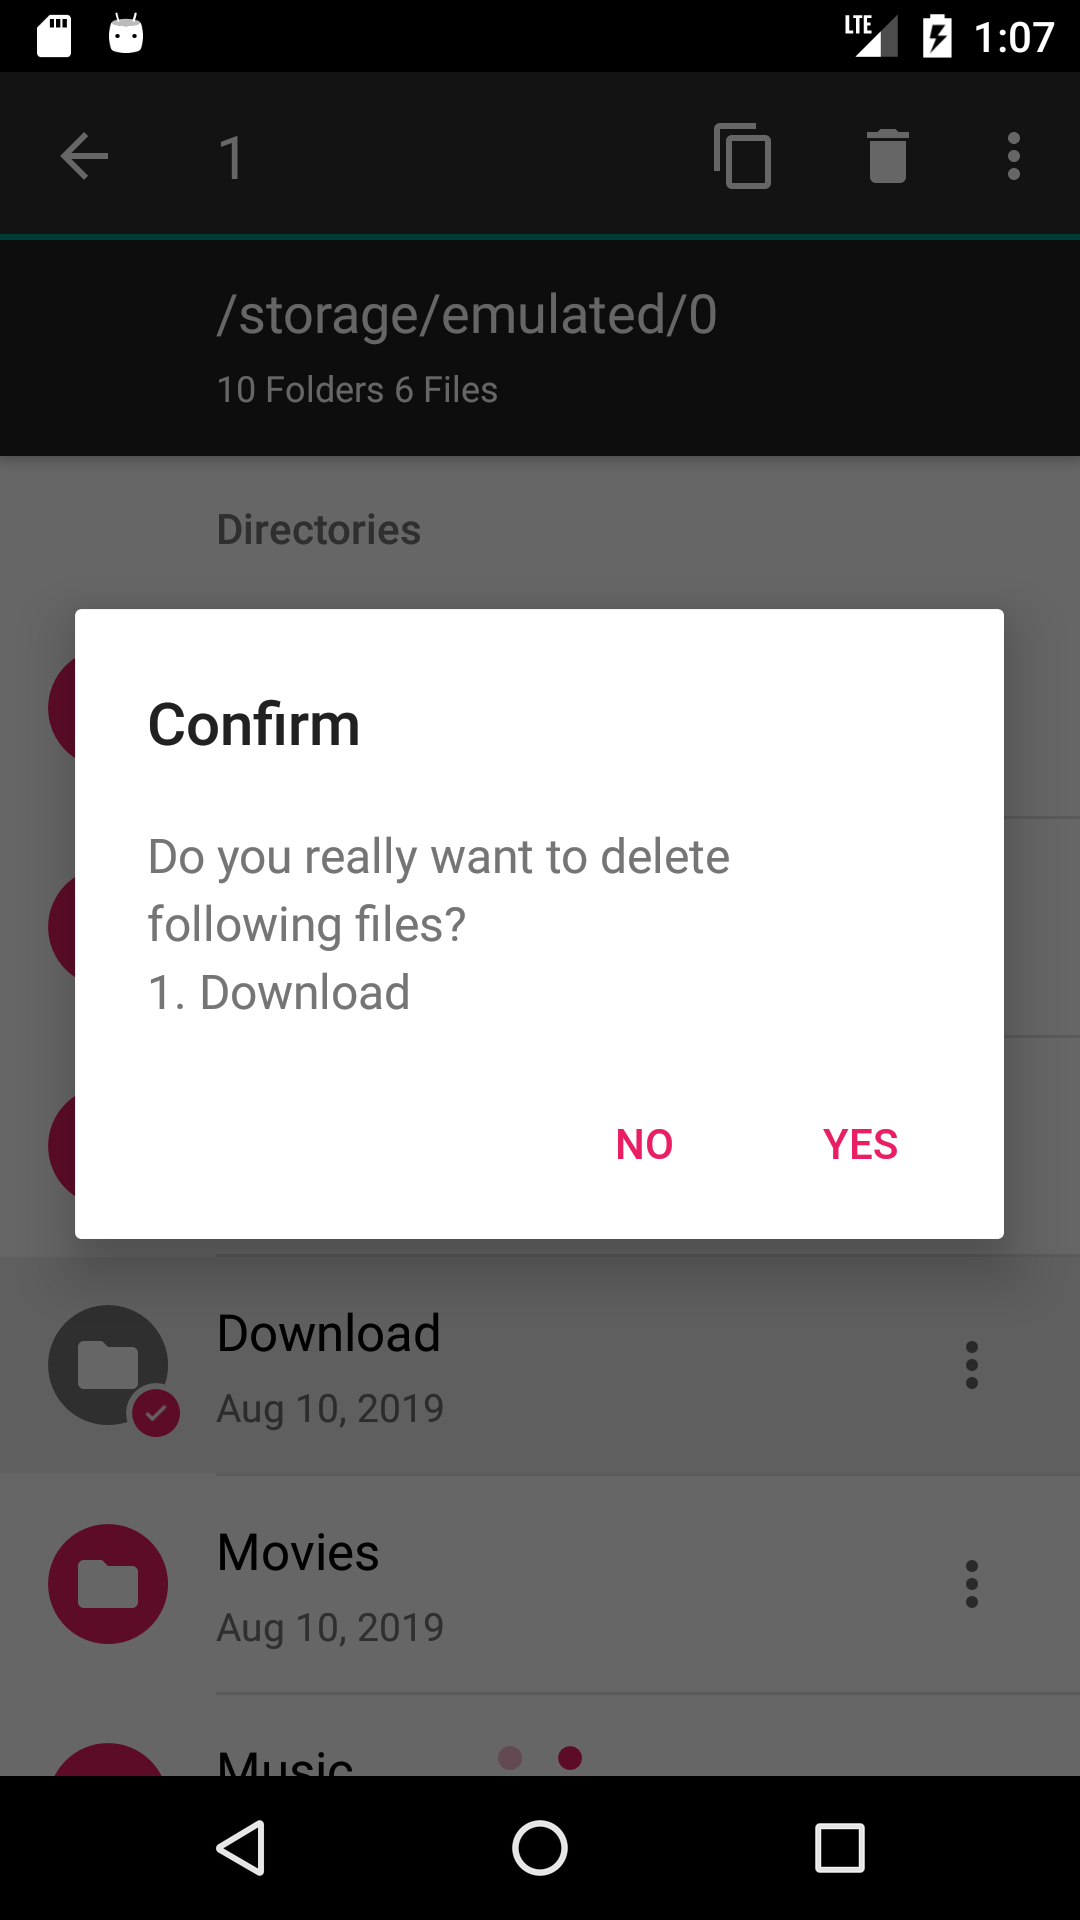 LTE 1:07
1
/storage/emulated/0
10 Folders 6 Files
Directories
Confirm
Do you really want to delete
following files?
1. Download
NO YES
Download
Aug 10, 2019
Movies
Aug 10, 2019
Music